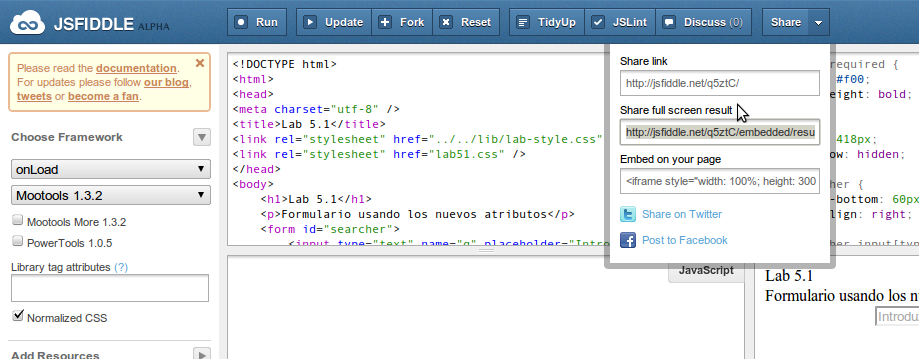 JSFIDDLE ALPHA
Run
Update
Fork
Reset
TidyUp
JSLint
Discuss (0)
Share
Please read the documentation.
For updates please follow our blog,
tweets or become a fan.
Choose Framework
onLoad
Mootools 1.3.2
Mootools More 1.3.2
PowerTools 1.0.5
Library tag attributes (?)
Normalized CSS
Add Resources
<!DOCTYPE html>
<html>
<head>
<meta charset="utf-8" />
<title>Lab 5.1</title>
<link rel="stylesheet" href="../../lib/lab-style.css"
<link rel="stylesheet" href="lab51.css" />
</head>
<body>
<h1>Lab 5.1</h1>
<p>Formulario usando los nuevos atributos</p>
<form id="searcher">
<input type="text" name="q" placeholder="Intro
Share link
http://jsfiddle.net/q5ztC/
Share full screen result
http://jsfiddle.net/q5ztC/embedded/resu
Embed on your page
<iframe style="width: 100%; height: 300
Share on Twitter
Post to Facebook
required {
#f00;
eight: bold;
418px;
ow: hidden;
her {
-bottom: 60px
lign: right;
her input[typ
JavaScript
Lab 5.1
Formulario usando los nu
Introdu